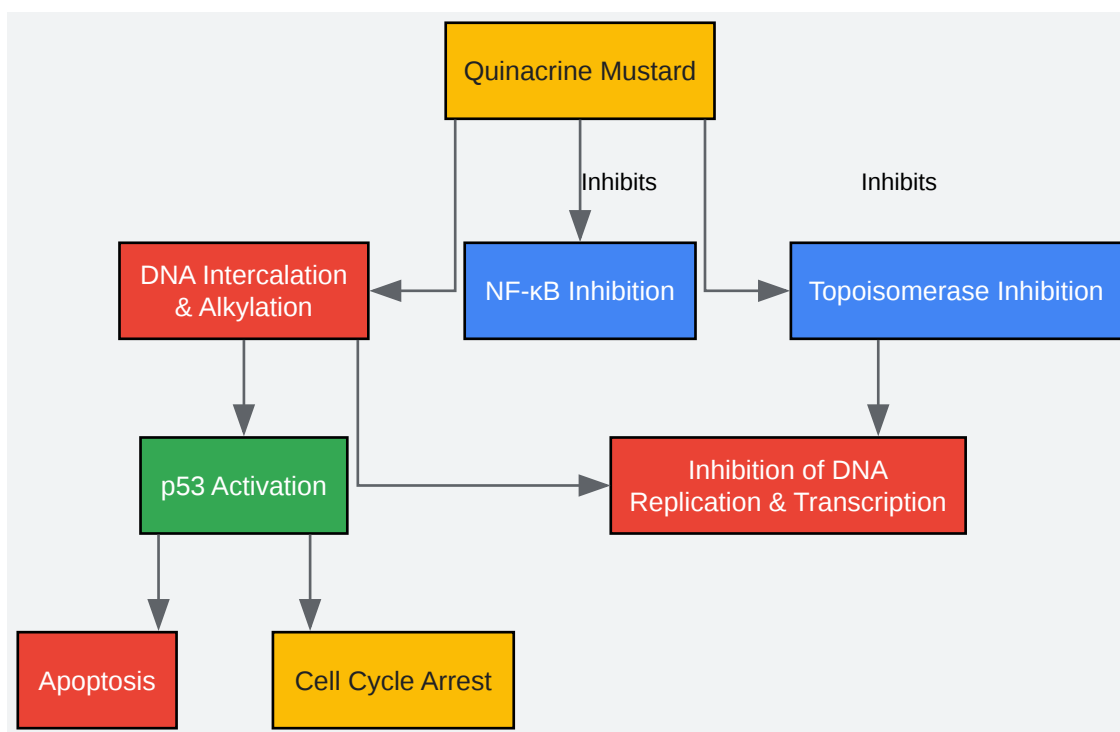 Quinacrine Mustard
Inhibits
Inhibits
DNA Intercalation
& Alkylation
NF-κB Inhibition
Topoisomerase Inhibition
p53 Activation
Inhibition of DNA
Replication & Transcription
Apoptosis
Cell Cycle Arrest